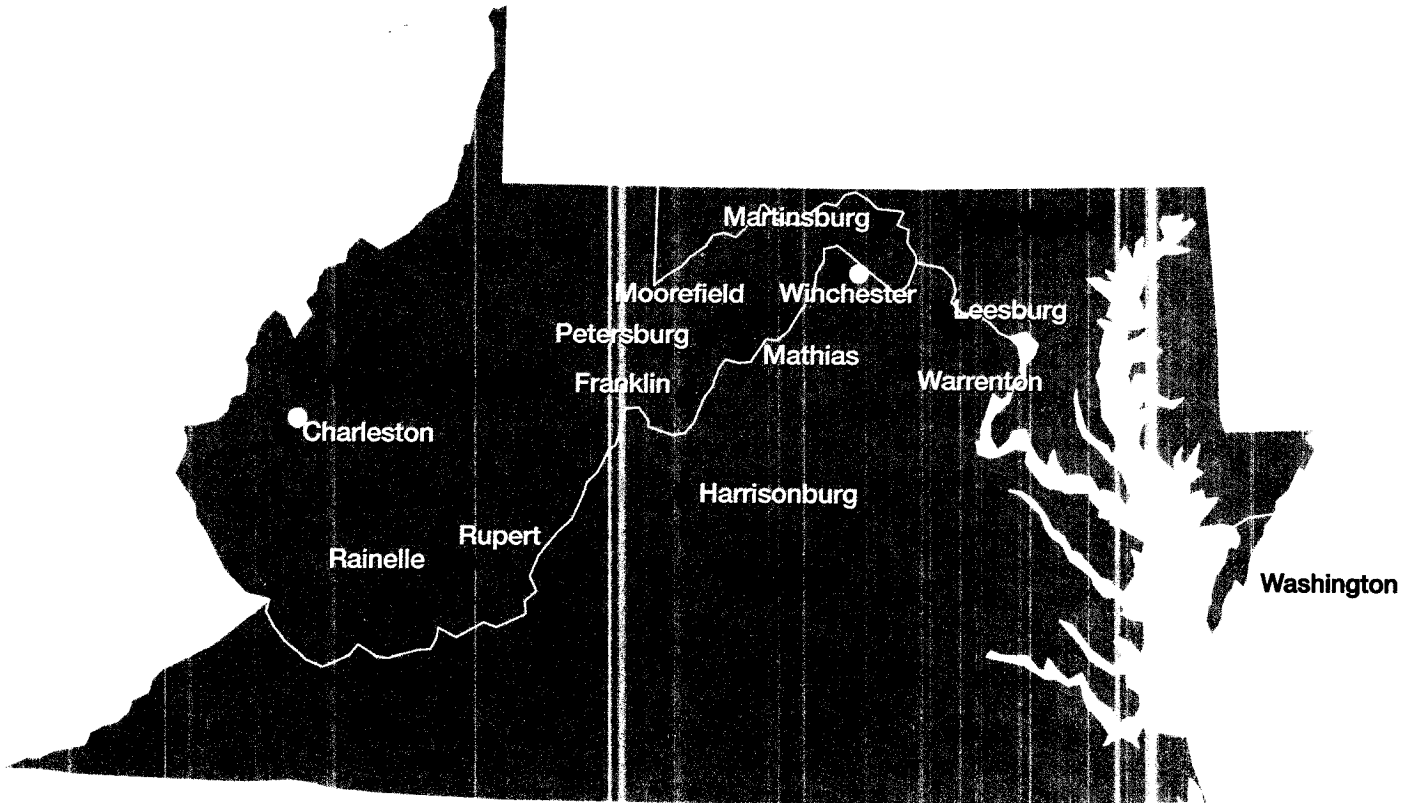 Martinsburg
Moorefield
Winchester
Leesburg
Petersburg
Mathias
Franklin
Warrenton
Charleston
Harrisonburg
Rupert
Rainelle
Washington